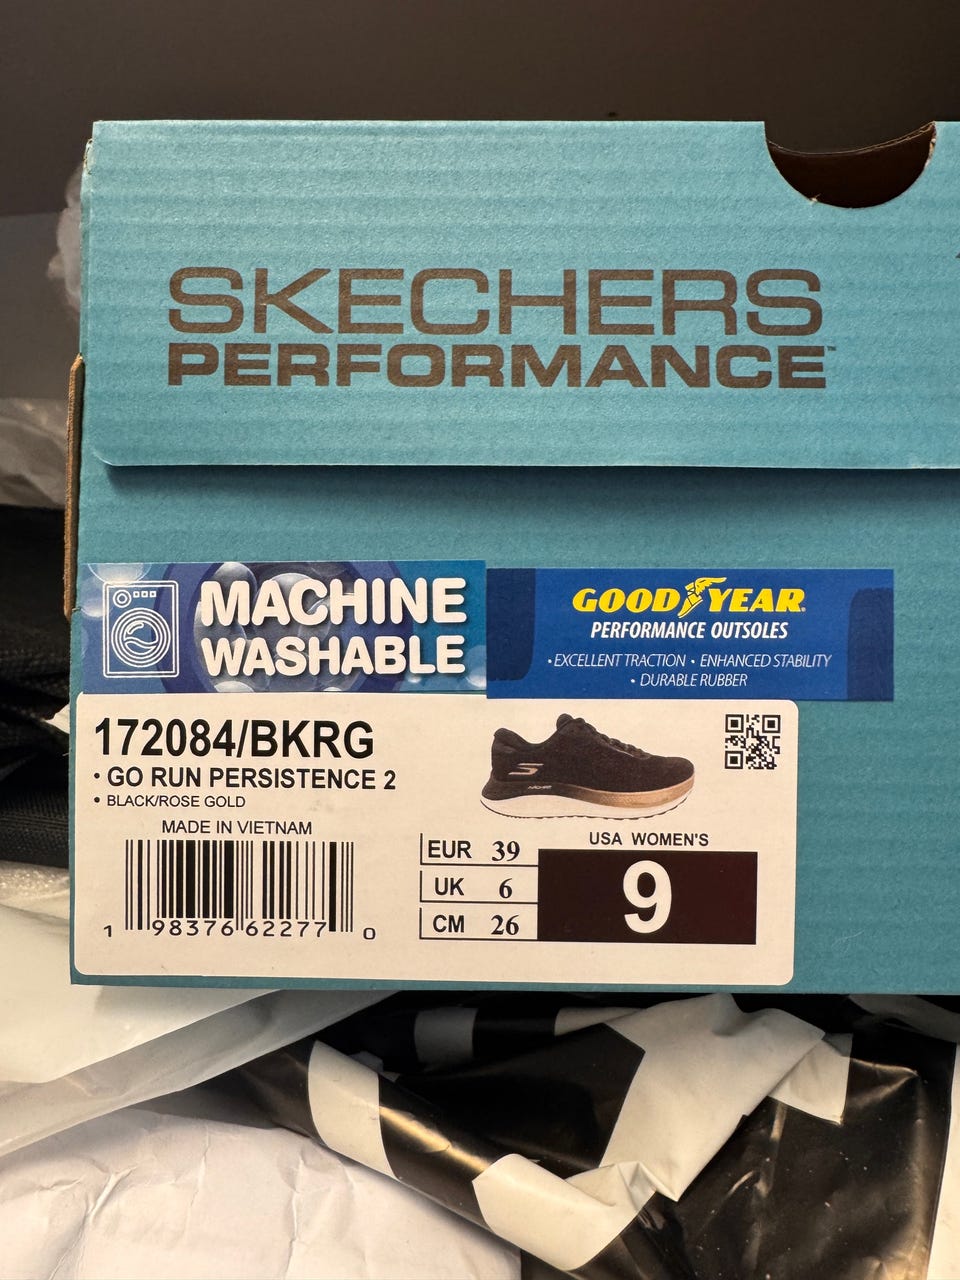 SKECHERS
PERFORMANCE™
MACHINE
WASHABLE
GOODYEAR®
PERFORMANCE OUTSOLES
• EXCELLENT TRACTION • ENHANCED STABILITY
• DURABLE RUBBER
172084/BKRG
• GO RUN PERSISTENCE 2
• BLACK/ROSE GOLD
MADE IN VIETNAM
1 98376 62277 0
USA WOMEN'S
EUR 39
UK 6
CM 26
9